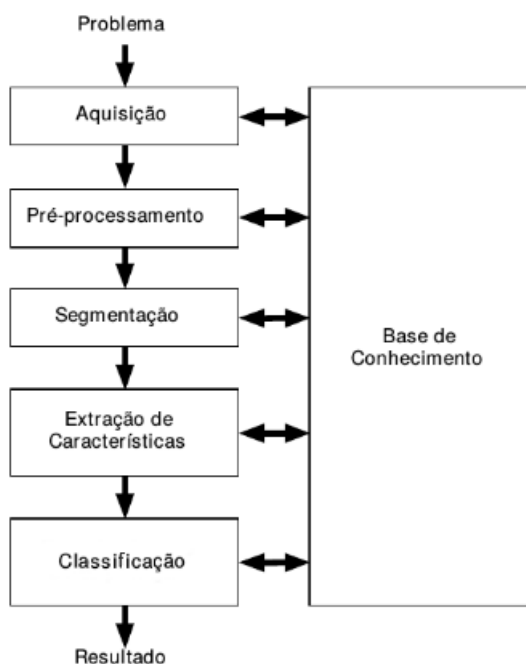 Problema
Aquisição
Pré-processamento
Segmentação
Extração de
Características
Classificação
Resultado
Base de
Conhecimento